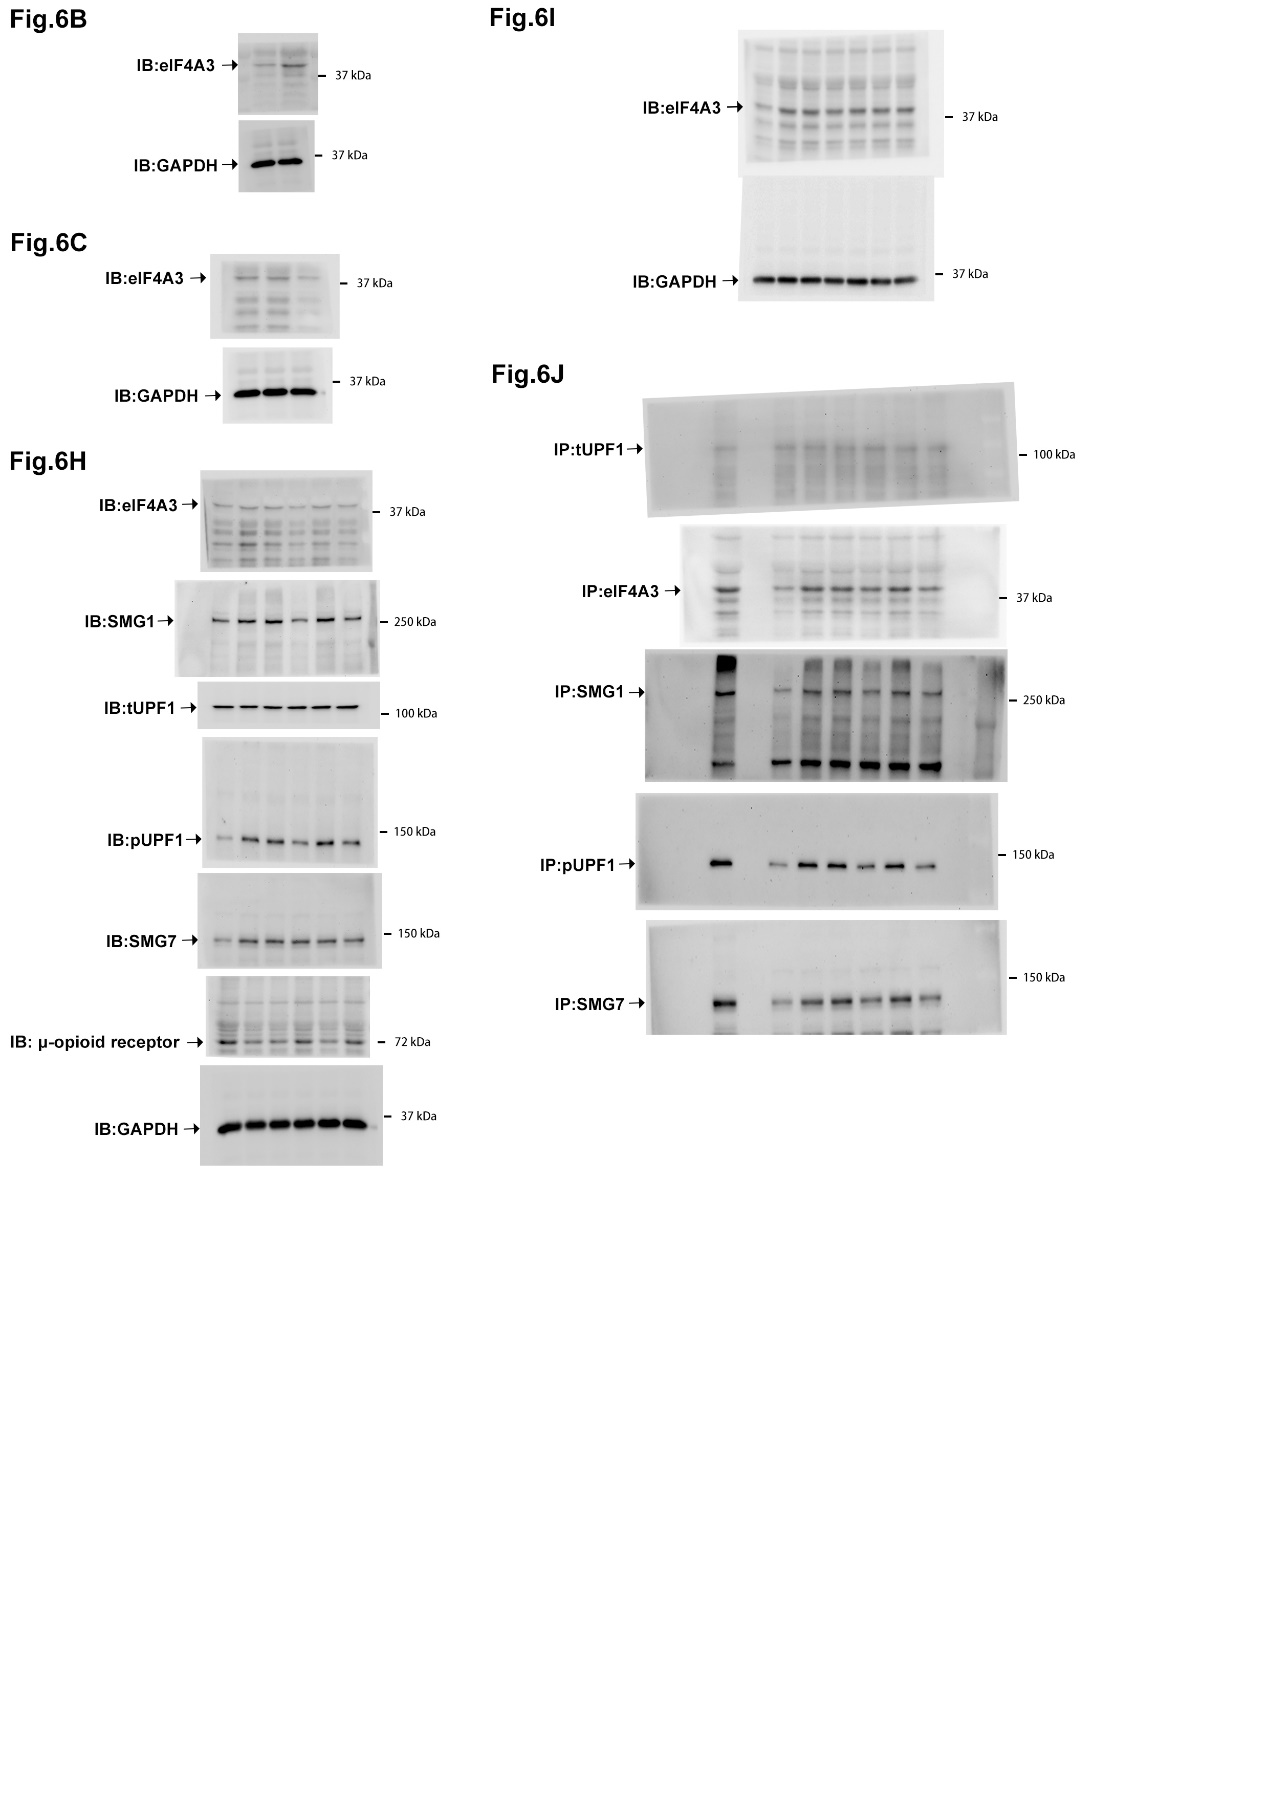 Fig.6B
IB:eIF4A3
37 kDa
IB:GAPDH
37 kDa
Fig.6C
IB:eIF4A3
37 kDa
IB:GAPDH
37 kDa
Fig.6H
IB:eIF4A3
37 kDa
IB:SMG1
250 kDa
IB:tUPF1
100 kDa
IB:pUPF1
150 kDa
IB:SMG7
150 kDa
IB: μ-opioid receptor
72 kDa
IB:GAPDH
37 kDa
Fig.6I
IB:eIF4A3
37 kDa
IB:GAPDH
37 kDa
Fig.6J
IP:tUPF1
100 kDa
IP:eIF4A3
37 kDa
IP:SMG1
250 kDa
IP:pUPF1
150 kDa
IP:SMG7
150 kDa